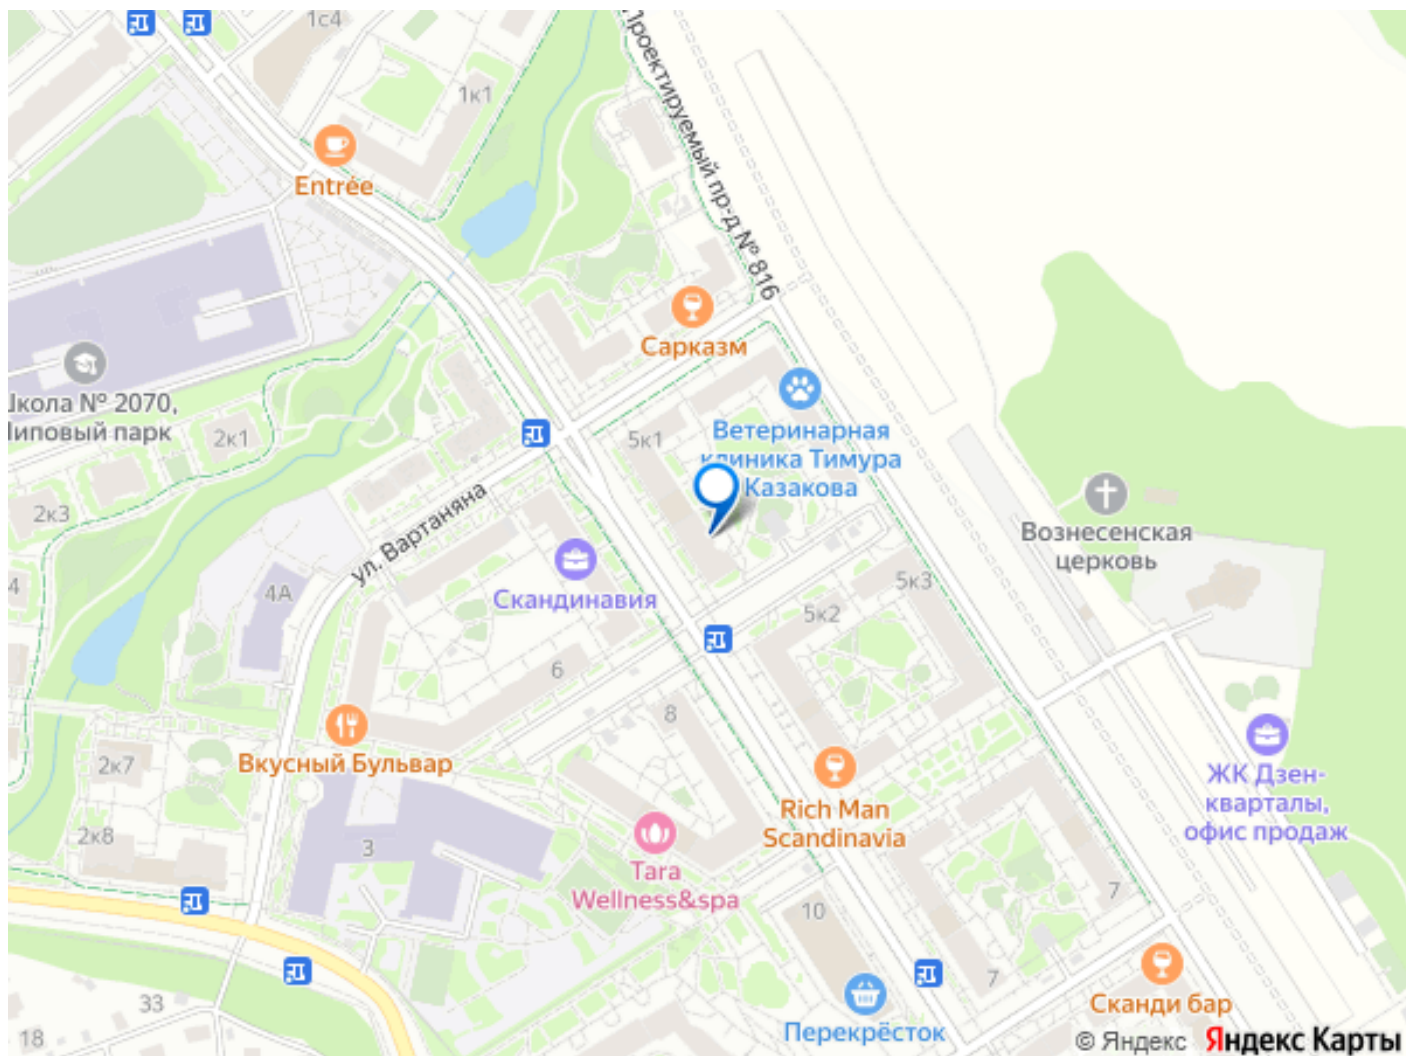 1с4
Проектируемый пр-д № 816
1к1
Entrée
Сарказм
Школа № 2070,
Липовый парк
2к1
5к1
Ветеринарная
клиника Тимура
Казакова
2к3
ул. Вартаняна
Вознесенская
церковь
4
4А
Скандинавия
5к3
5к2
6
8
Вкусный Бульвар
2к7
ЖК Дзен-
кварталы,
офис продаж
Rich Man
Scandinavia
2к8
3
Tara
Wellness&spa
7
10
7
33
18
Сканди бар
Перекрёсток
© Яндекс Яндекс Карты